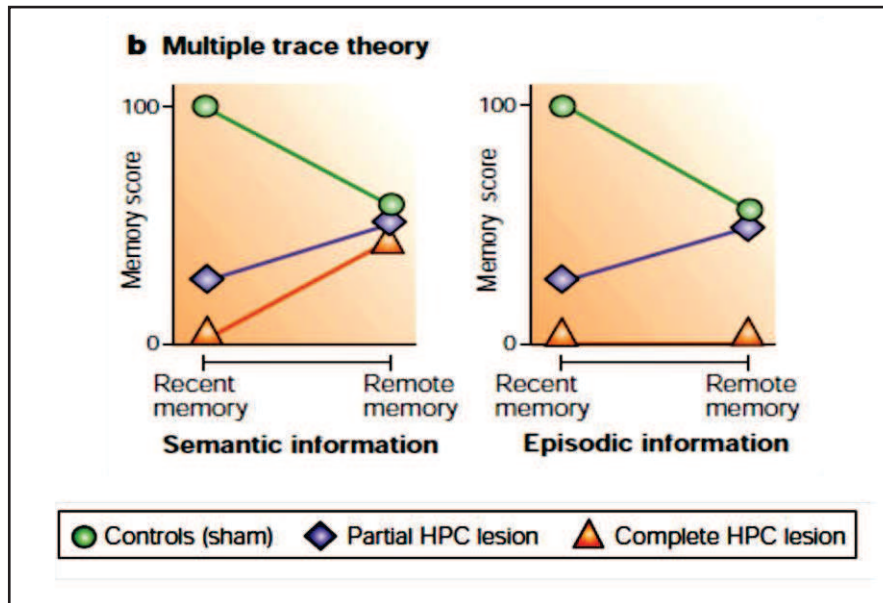 b Multiple trace theory
Memory score
100
0
Recent memory
Remote memory
Semantic information
Memory score
100
0
Recent memory
Remote memory
Episodic information
Controls (sham) Partial HPC lesion Complete HPC lesion